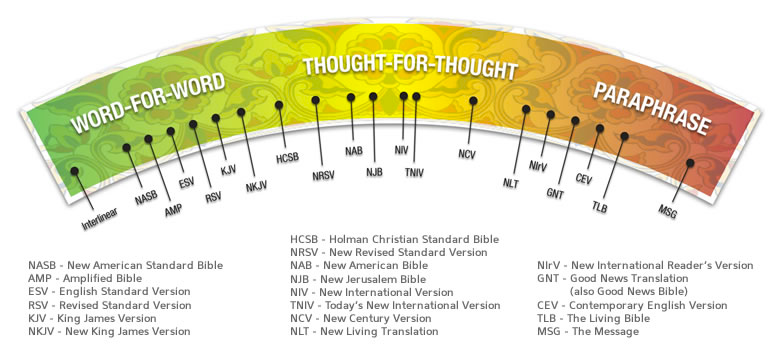 WORD-FOR-WORD
THOUGHT-FOR-THOUGHT
PARAPHRASE
Interlinear
NASB
AMP
ESV
RSV
KJV
NKJV
HCSB
NRSV
NAB
NJB
NIV
TNIV
NCV
NLT
NIrV
GNT
CEV
TLB
MSG
NASB - New American Standard Bible
AMP - Amplified Bible
ESV - English Standard Version
RSV - Revised Standard Version
KJV - King James Version
NKJV - New King James Version
HCSB - Holman Christian Standard Bible
NRSV - New Revised Standard Version
NAB - New American Bible
NJB - New Jerusalem Bible
NIV - New International Version
TNIV - Today's New International Version
NCV - New Century Version
NLT - New Living Translation
NIrV - New International Reader's Version
GNT - Good News Translation
(also Good News Bible)
CEV - Contemporary English Version
TLB - The Living Bible
MSG - The Message